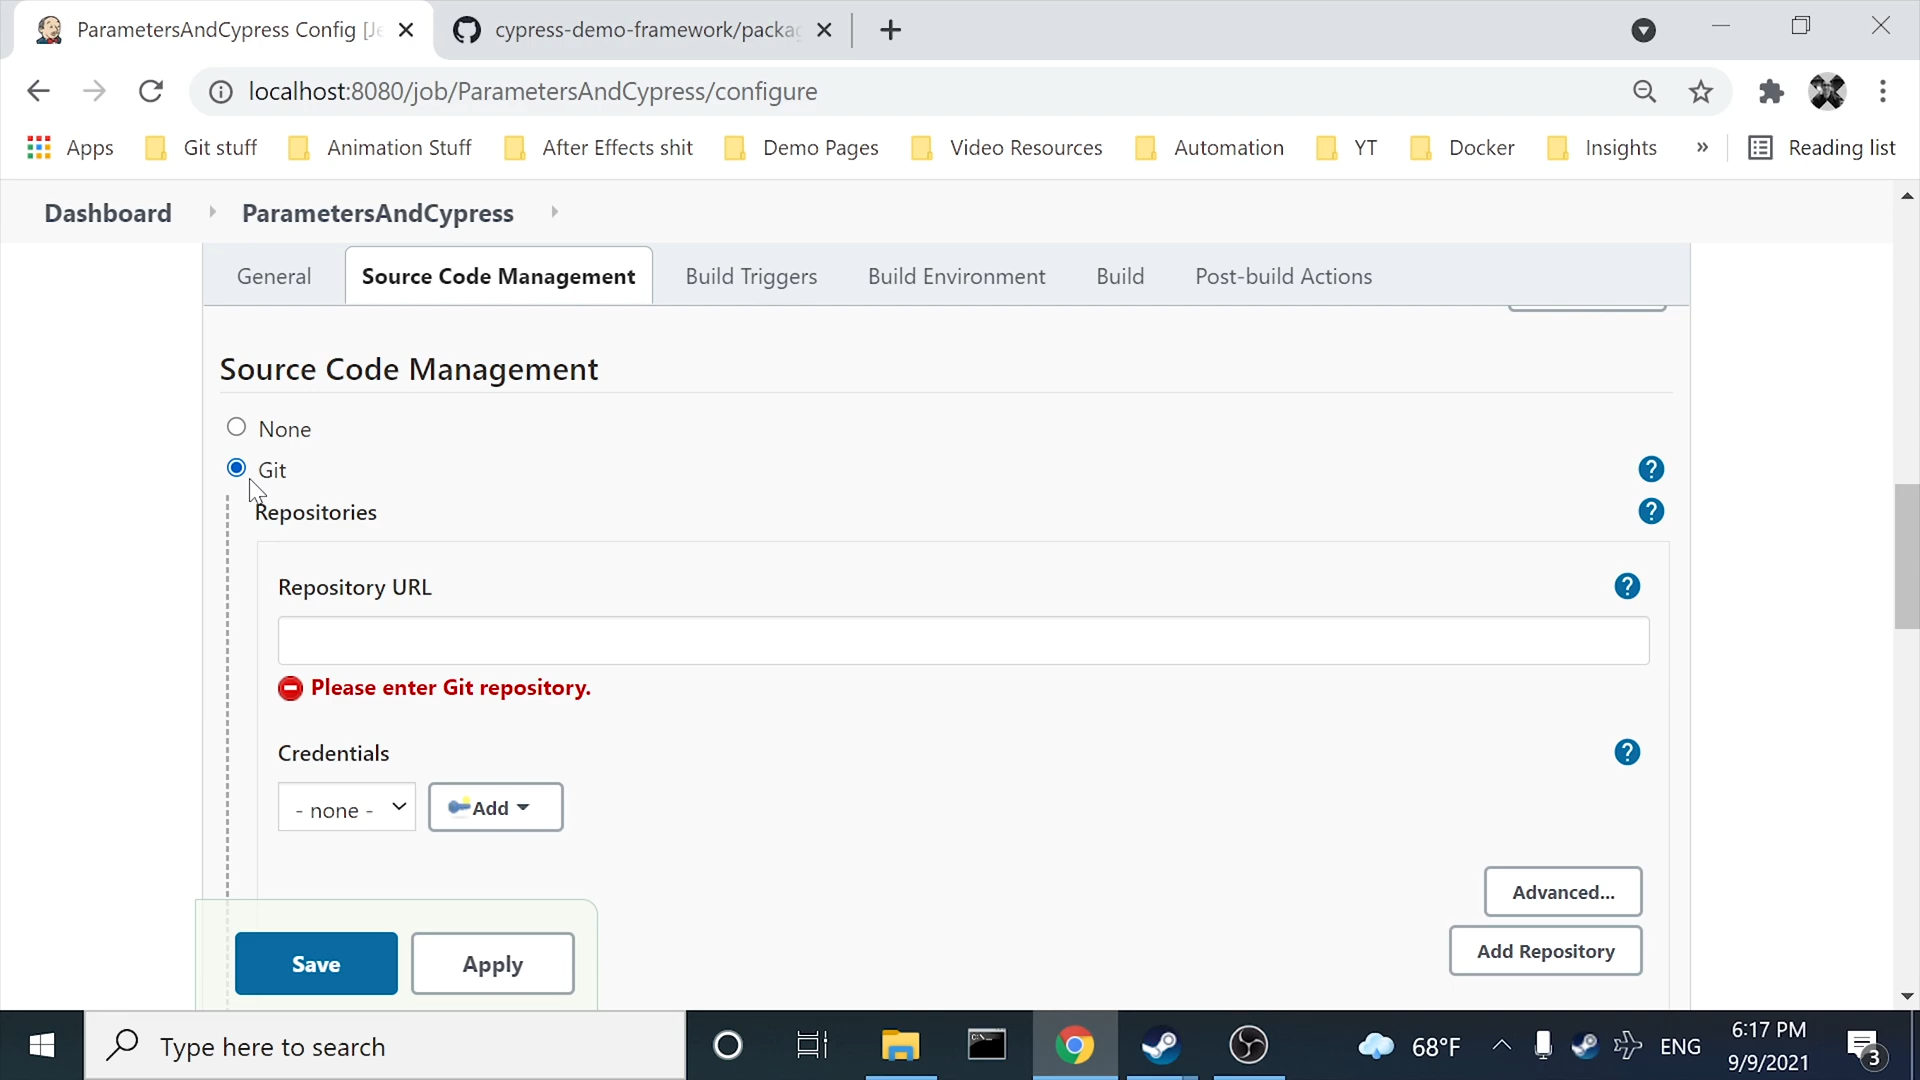 ParametersAndCypress Config [Je
cypress-demo-framework/packag
localhost:8080/job/ParametersAndCypress/configure
Apps
Git stuff
Animation Stuff
After Effects shit
Demo Pages
Video Resources
Automation
YT
Docker
Insights
»
Reading list
Dashboard
ParametersAndCypress
General
Source Code Management
Build Triggers
Build Environment
Build
Post-build Actions
Source Code Management
None
Git
?
Repositories
?
Repository URL
?
Please enter Git repository.
Credentials
?
- none -
Add
Advanced...
Add Repository
Save
Apply
Type here to search
68°F
ENG
6:17 PM
9/9/2021
3